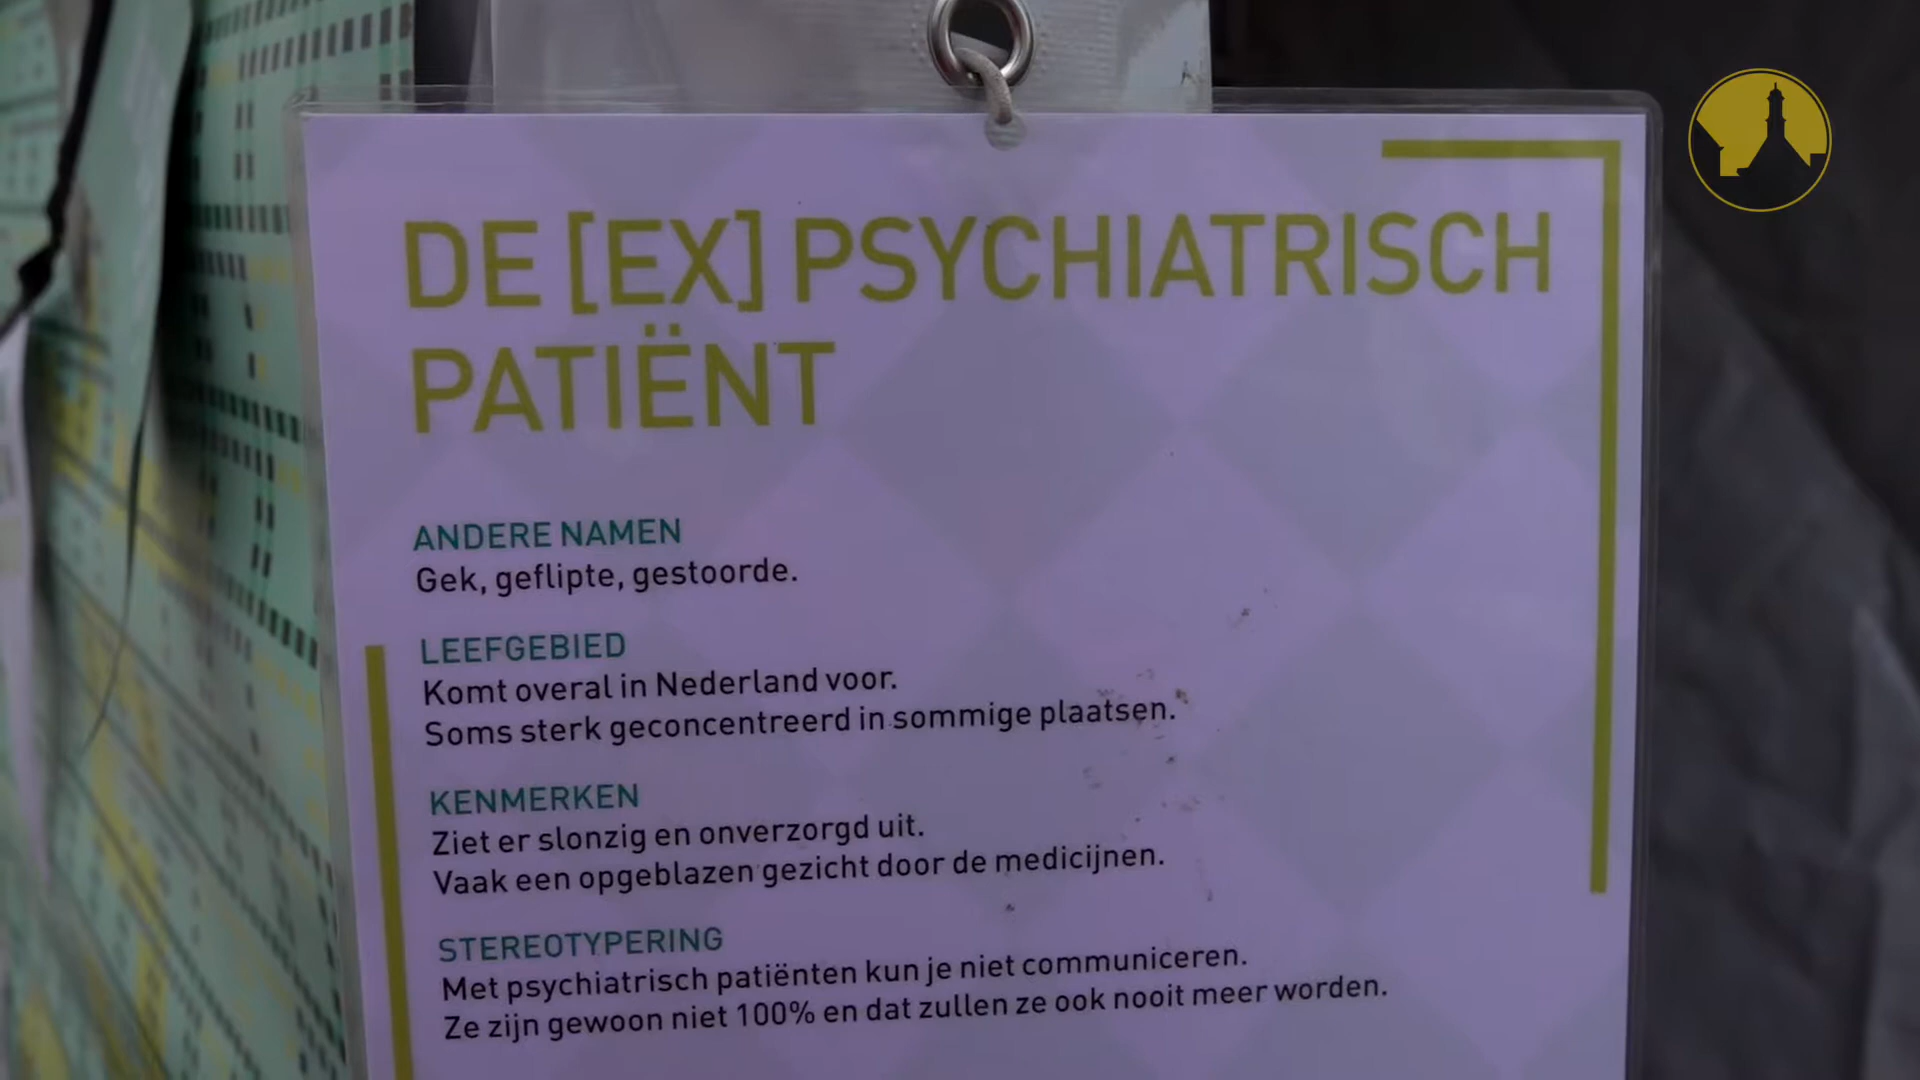 DE [EX] PSYCHIATRISCH
PATIËNT
ANDERE NAMEN
Gek, geflipte, gestoorde.
LEEFGEBIED
Komt overal in Nederland voor.
Soms sterk geconcentreerd in sommige plaatsen.
KENMERKEN
Ziet er slonzig en onverzorgd uit.
Vaak een opgeblazen gezicht door de medicijnen.
STEREOTYPERING
Met psychiatrisch patiënten kun je niet communiceren.
Ze zijn gewoon niet 100% en dat zullen ze ook nooit meer worden.